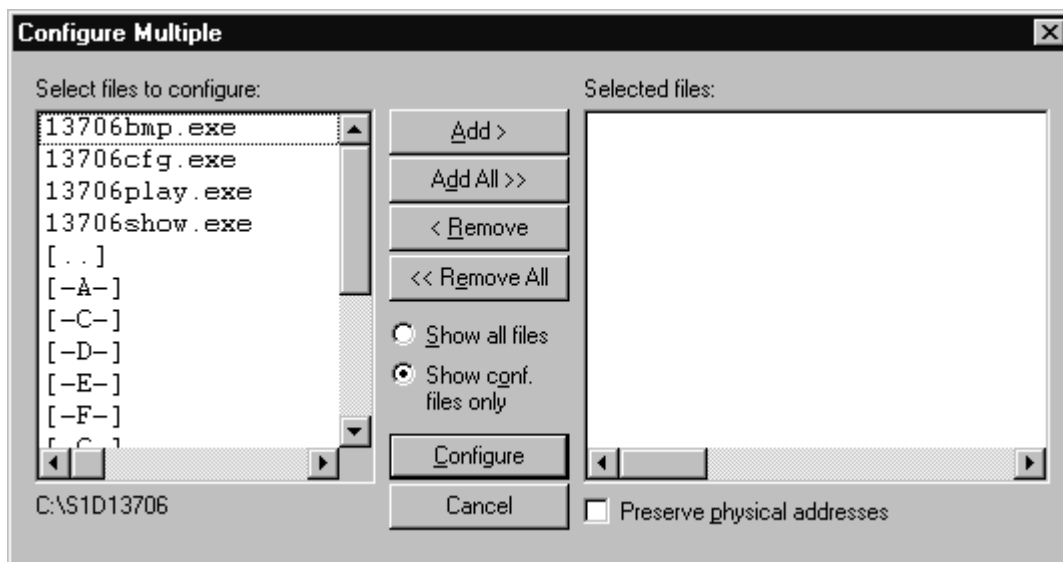 Configure Multiple
Select files to configure:
13706bmp.exe
13706cfg.exe
13706play.exe
13706show.exe
[..]
[-A-]
[-C-]
[-D-]
[-E-]
[-F-]
C:\S1D13706
Add >
Add All >>
< Remove
<< Remove All
Show all files
Show conf.
files only
Configure
Cancel
Selected files:
Preserve physical addresses